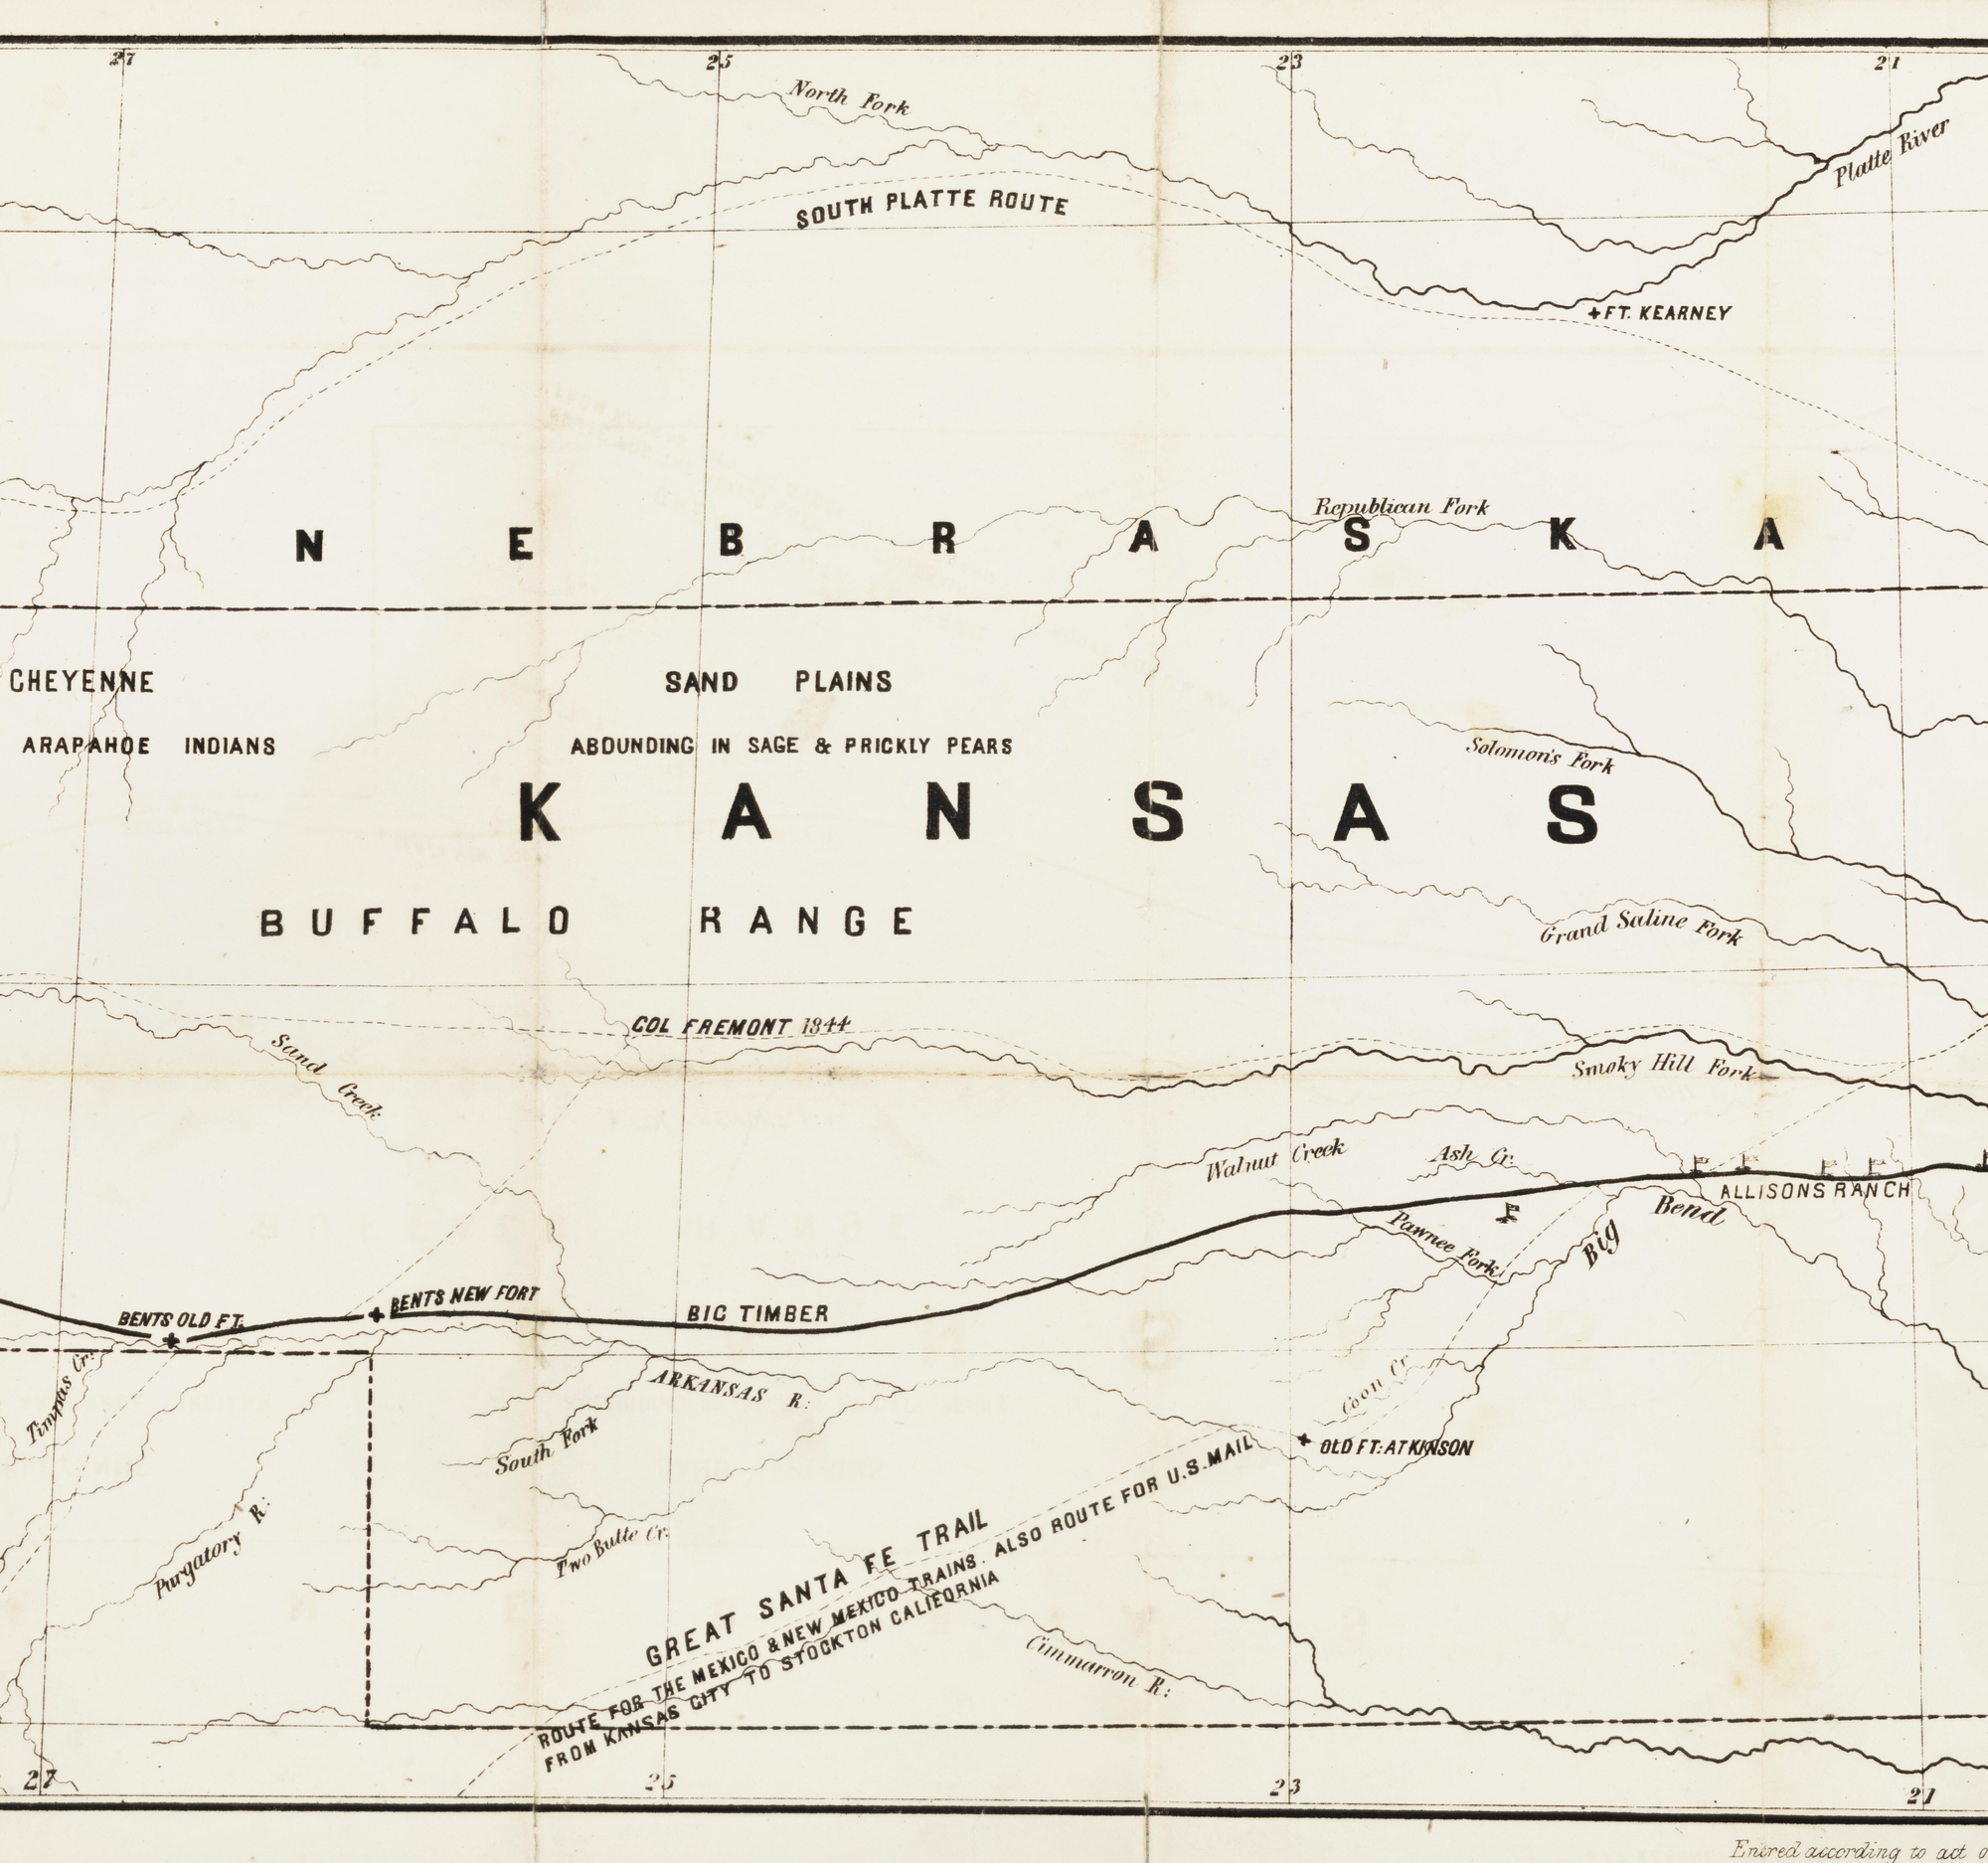 27 25 23 21
North Fork
Platte River
SOUTH PLATTE ROUTE
+FT. KEARNEY
Republican Fork
NEBRASKA
CHEYENNE
SAND PLAINS
ARAPAHOE INDIANS
ABOUNDING IN SAGE & PRICKLY PEARS
Solomon's Fork
KANSAS
BUFFALO RANGE
Grand Saline Fork
COL FREMONT 1844
Sand Creek
Smoky Hill Fork
Walnut Creek
Ash Cr.
ALLISONS RANCH
Big Bend
Pawnee Fork
BENTS NEW FORT
BENTS OLD FT.
BIG TIMBER
Timpas Cr:
ARKANSAS R:
Coon Cr
South Fork
OLD FT: ATKINSON
Purgatory R:
Two Butte Cr.
GREAT SANTA FE TRAIL
ROUTE FOR THE MEXICO & NEW MEXICO TRAINS. ALSO ROUTE FOR U.S. MAIL
FROM KANSAS CITY TO STOCKTON CALIFORNIA
Cimmarron R:
27 25 23 21
Entred according to act